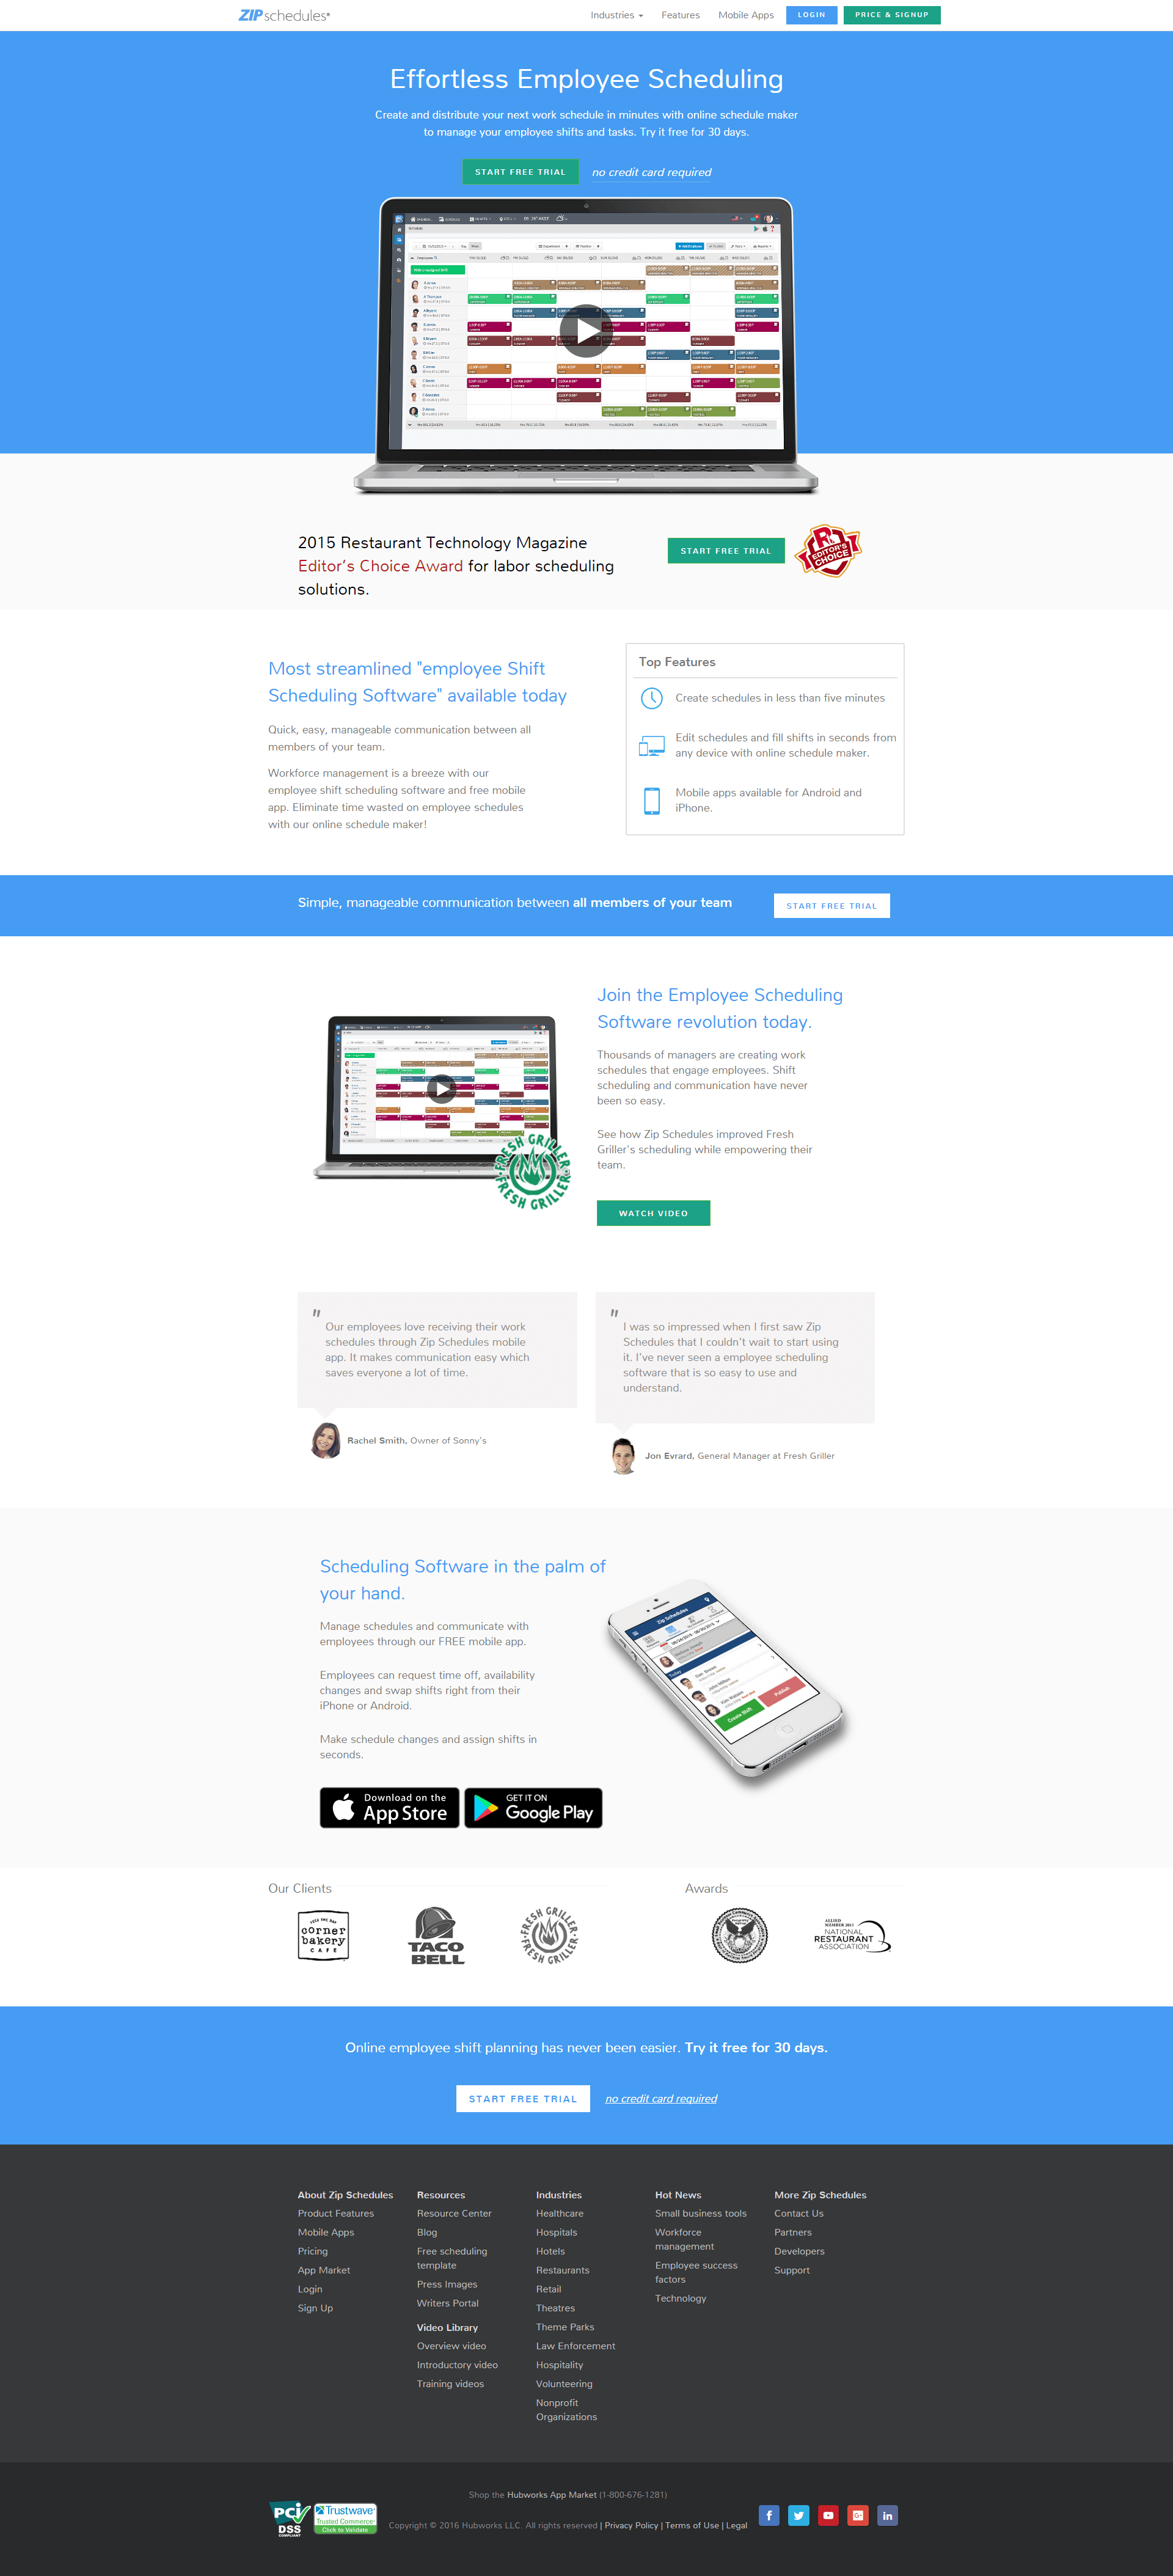 ZIPschedules
Industries
Features
Mobile Apps
LOGIN
PRICE & SIGNUP
Effortless Employee Scheduling
Create and distribute your next work schedule in minutes with online schedule maker
to manage your employee shifts and tasks. Try it free for 30 days.
START FREE TRIAL
no credit card required
2015 Restaurant Technology Magazine
Editor's Choice Award for labor scheduling
solutions.
START FREE TRIAL
EDITOR'S
CHOICE
Most streamlined "employee Shift
Scheduling Software" available today
Quick, easy, manageable communication between all
members of your team.
Workforce management is a breeze with our
employee shift scheduling software and free mobile
app. Eliminate time wasted on employee schedules
with our online schedule maker!
Top Features
Create schedules in less than five minutes
Edit schedules and fill shifts in seconds from
any device with online schedule maker.
Mobile apps available for Android and
iPhone.
Simple, manageable communication between all members of your team
START FREE TRIAL
FRESH GRILLER
FRESH GRILLER
Join the Employee Scheduling
Software revolution today.
Thousands of managers are creating work
schedules that engage employees. Shift
scheduling and communication have never
been so easy.
See how Zip Schedules improved Fresh
Griller's scheduling while empowering their
team.
WATCH VIDEO
"
Our employees love receiving their work
schedules through Zip Schedules mobile
app. It makes communication easy which
saves everyone a lot of time.
Rachel Smith, Owner of Sonny's
"
I was so impressed when I first saw Zip
Schedules that I couldn't wait to start using
it. I've never seen a employee scheduling
software that is so easy to use and
understand.
Jon Evrard, General Manager at Fresh Griller
Scheduling Software in the palm of
your hand.
Manage schedules and communicate with
employees through our FREE mobile app.
Employees can request time off, availability
changes and swap shifts right from their
iPhone or Android.
Make schedule changes and assign shifts in
seconds.
Download on the
App Store
GET IT ON
Google Play
Zip Schedules
Today
Create Shift
Publish
Our Clients
corner
bakery
CAFE
TACO
BELL
FRESH GRILLER
FRESH GRILLER
Awards
ALLIED
MEMBER 2011
NATIONAL
RESTAURANT
ASSOCIATION
Online employee shift planning has never been easier. Try it free for 30 days.
START FREE TRIAL
no credit card required
About Zip Schedules
Product Features
Mobile Apps
Pricing
App Market
Login
Sign Up
Resources
Resource Center
Blog
Free scheduling
template
Press Images
Writers Portal
Video Library
Overview video
Introductory video
Training videos
Industries
Healthcare
Hospitals
Hotels
Restaurants
Retail
Theatres
Theme Parks
Law Enforcement
Hospitality
Volunteering
Nonprofit
Organizations
Hot News
Small business tools
Workforce
management
Employee success
factors
Technology
More Zip Schedules
Contact Us
Partners
Developers
Support
PCI
DSS
COMPLIANT
Trustwave
Trusted Commerce
Click to Validate
Shop the Hubworks App Market (1-800-676-1281)
Copyright © 2016 Hubworks LLC. All rights reserved | Privacy Policy | Terms of Use | Legal